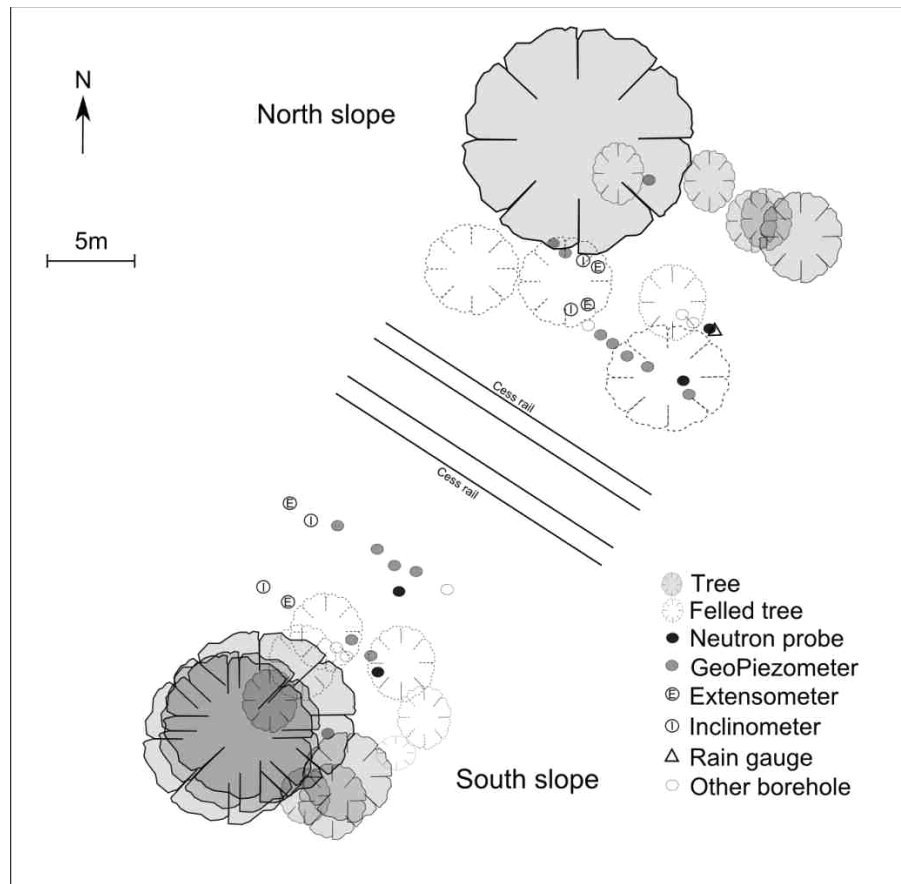 N
North slope
5m
Cess rail
Cess rail
E
I
E
I
E
I
I
E
Tree
Felled tree
Neutron probe
GeoPiezometer
E Extensometer
I Inclinometer
Rain gauge
Other borehole
South slope